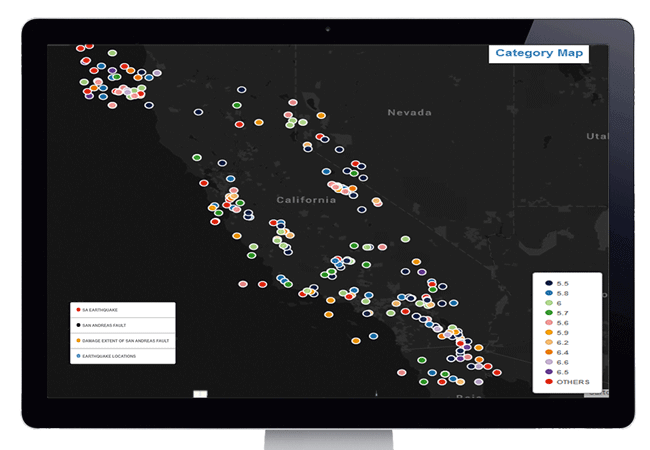 Category Map
Nevada
Utal
California
5.5
5.8
6
5.7
5.6
5.9
6.2
6.4
6.6
6.5
OTHERS
SA EARTHQUAKE
SAN ANDREAS FAULT
DAMAGE EXTENT OF SAN ANDREAS FAULT
EARTHQUAKE LOCATIONS